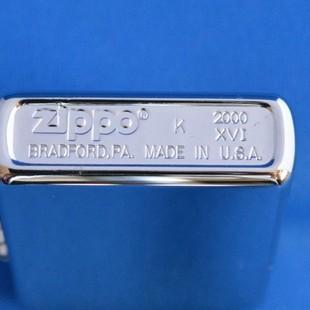 zippo® K 2000
XVI
BRADFORD, PA. MADE IN U.S.A.